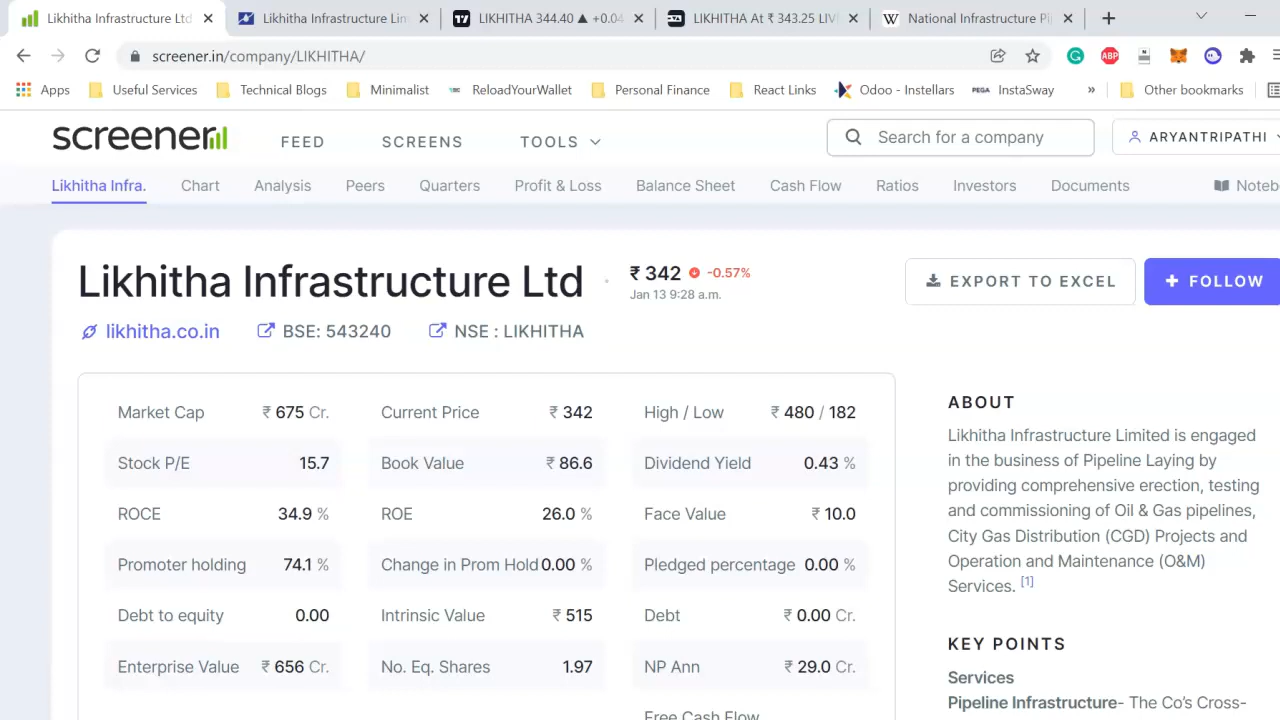 Likhitha Infrastructure Ltd
Likhitha Infrastructure Lim
LIKHITHA 344.40 ▲ +0.04
LIKHITHA At ₹ 343.25 LIV
National Infrastructure Pi
screener.in/company/LIKHITHA/
Apps
Useful Services
Technical Blogs
Minimalist
ReloadYourWallet
Personal Finance
React Links
Odoo - Instellars
PEGA InstaSway
»
Other bookmarks
screener
FEED
SCREENS
TOOLS
Search for a company
ARYANTRIPATHI
Likhitha Infra.
Chart
Analysis
Peers
Quarters
Profit & Loss
Balance Sheet
Cash Flow
Ratios
Investors
Documents
Noteb
Likhitha Infrastructure Ltd
₹ 342 -0.57%
Jan 13 9:28 a.m.
EXPORT TO EXCEL
+ FOLLOW
likhitha.co.in
BSE: 543240
NSE : LIKHITHA
Market Cap ₹ 675 Cr.
Current Price ₹ 342
High / Low ₹ 480 / 182
Stock P/E 15.7
Book Value ₹ 86.6
Dividend Yield 0.43 %
ROCE 34.9 %
ROE 26.0 %
Face Value ₹ 10.0
Promoter holding 74.1 %
Change in Prom Hold 0.00 %
Pledged percentage 0.00 %
Debt to equity 0.00
Intrinsic Value ₹ 515
Debt ₹ 0.00 Cr.
Enterprise Value ₹ 656 Cr.
No. Eq. Shares 1.97
NP Ann ₹ 29.0 Cr.
Free Cash Flow
ABOUT
Likhitha Infrastructure Limited is engaged
in the business of Pipeline Laying by
providing comprehensive erection, testing
and commissioning of Oil & Gas pipelines,
City Gas Distribution (CGD) Projects and
Operation and Maintenance (O&M)
Services. [1]
KEY POINTS
Services
Pipeline Infrastructure- The Co's Cross-